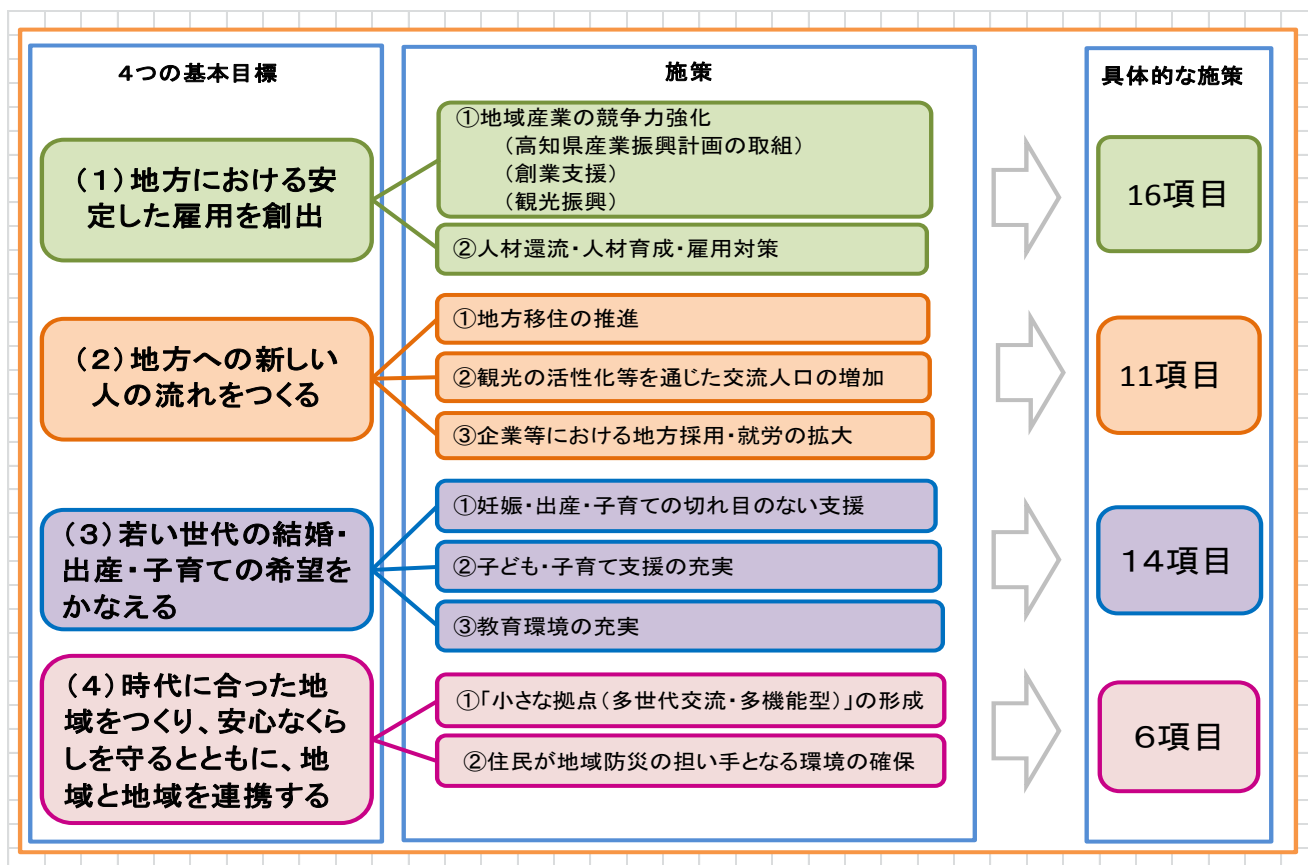 4つの基本目標
施策
具体的な施策
（1）地方における安
定した雇用を創出
①地域産業の競争力強化
（高知県産業振興計画の取組）
（創業支援）
（観光振興）
②人材還流・人材育成・雇用対策
16項目
（2）地方への新しい
人の流れをつくる
①地方移住の推進
②観光の活性化等を通じた交流人口の増加
③企業等における地方採用・就労の拡大
11項目
（3）若い世代の結婚・
出産・子育ての希望を
かなえる
①妊娠・出産・子育ての切れ目のない支援
②子ども・子育て支援の充実
③教育環境の充実
14項目
（4）時代に合った地
域をつくり、安心なくら
しを守るとともに、地
域と地域を連携する
①「小さな拠点（多世代交流・多機能型）」の形成
②住民が地域防災の担い手となる環境の確保
6項目